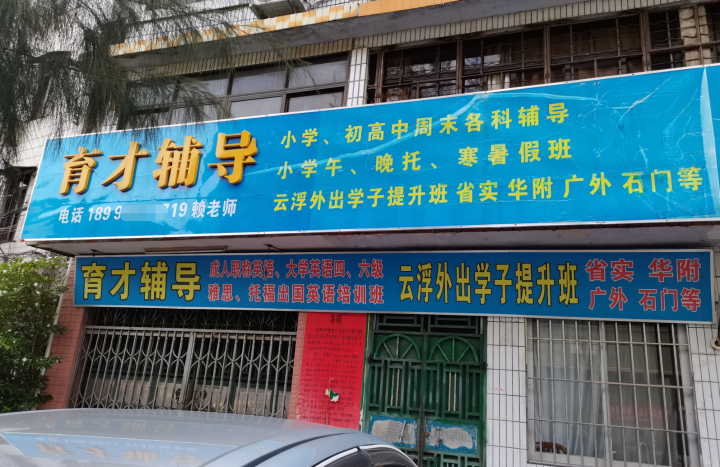 育才辅导
电话 189 9 719 赖老师
小学、初高中周末各科辅导
小学午、晚托、寒暑假班
云浮外出学子提升班 省实 华附 广外 石门等
育才辅导
成人职称英语、大学英语四、六级
雅思、托福出国英语培训班
云浮外出学子提升班
省实 华附
广外 石门等